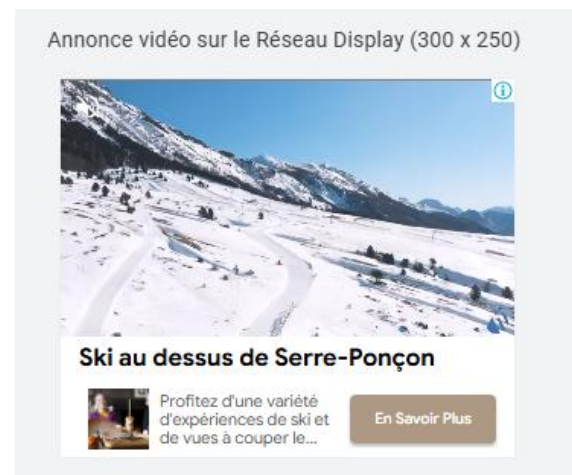 Annonce vidéo sur le Réseau Display (300 x 250)
Ski au dessus de Serre-Ponçon
Profitez d'une variété
d'expériences de ski et
de vues à couper le...
En Savoir Plus